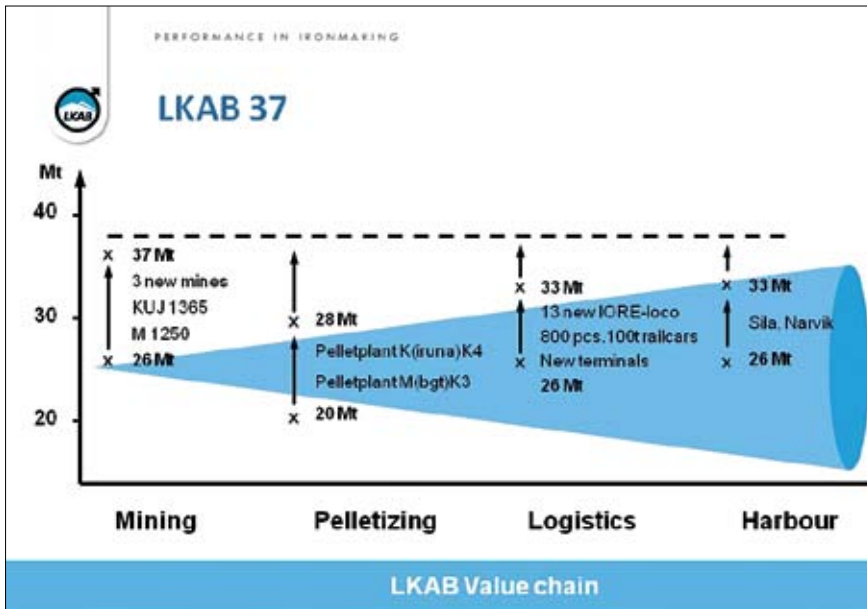 PERFORMANCE IN IRONMAKING
LKAB
LKAB 37
Mt
40
30
20
37 Mt
3 new mines
KUJ 1365
M 1250
26 Mt
28 Mt
Pelletplant K(iruna)K4
Pelletplant M(bgt)K3
20 Mt
33 Mt
13 new IORE-loco
800 pcs.100t railcars
New terminals
26 Mt
33 Mt
Sila, Narvik
26 Mt
Mining
Pelletizing
Logistics
Harbour
LKAB Value chain